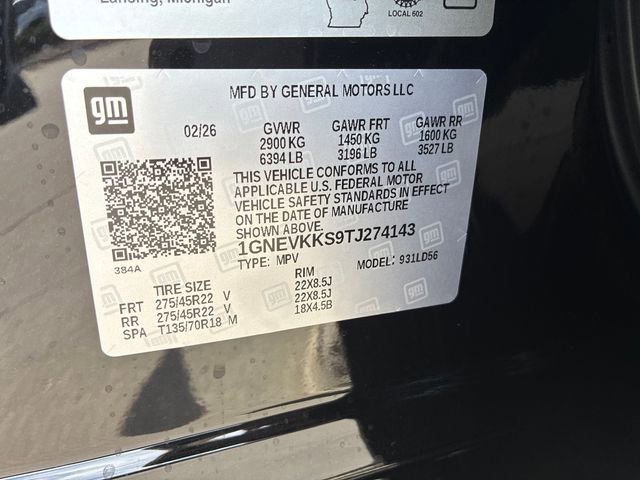 Lansing, Michigan
LOCAL 602
gm
MFD BY GENERAL MOTORS LLC
02/26
GVWR
2900 KG
6394 LB
GAWR FRT
1450 KG
3196 LB
GAWR RR
1600 KG
3527 LB
THIS VEHICLE CONFORMS TO ALL
APPLICABLE U.S. FEDERAL MOTOR
VEHICLE SAFETY STANDARDS IN EFFECT
ON THE DATE OF MANUFACTURE
SHOWN ABOVE.
1GNEVKKS9TJ274143
TYPE: MPV
MODEL: 931LD56
384A
TIRE SIZE
RIM
FRT 275/45R22 V 22X8.5J
RR 275/45R22 V 22X8.5J
SPA T135/70R18 M 18X4.5B